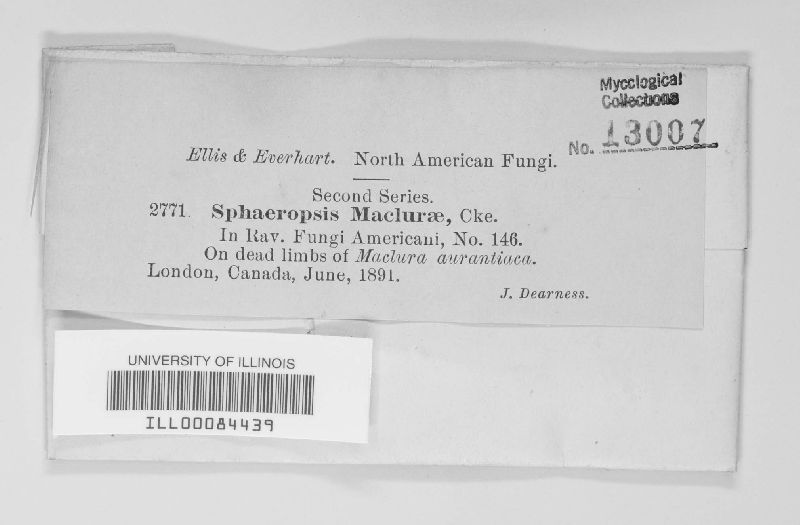 Mycological
Collections
No. 13007
Ellis & Everhart. North American Fungi.
Second Series.
2771. Sphaeropsis Macluræ, Cke.
In Rav. Fungi Americani, No. 146.
On dead limbs of Maclura aurantiaca.
London, Canada, June, 1891.
J. Dearness.
UNIVERSITY OF ILLINOIS
ILL00084439